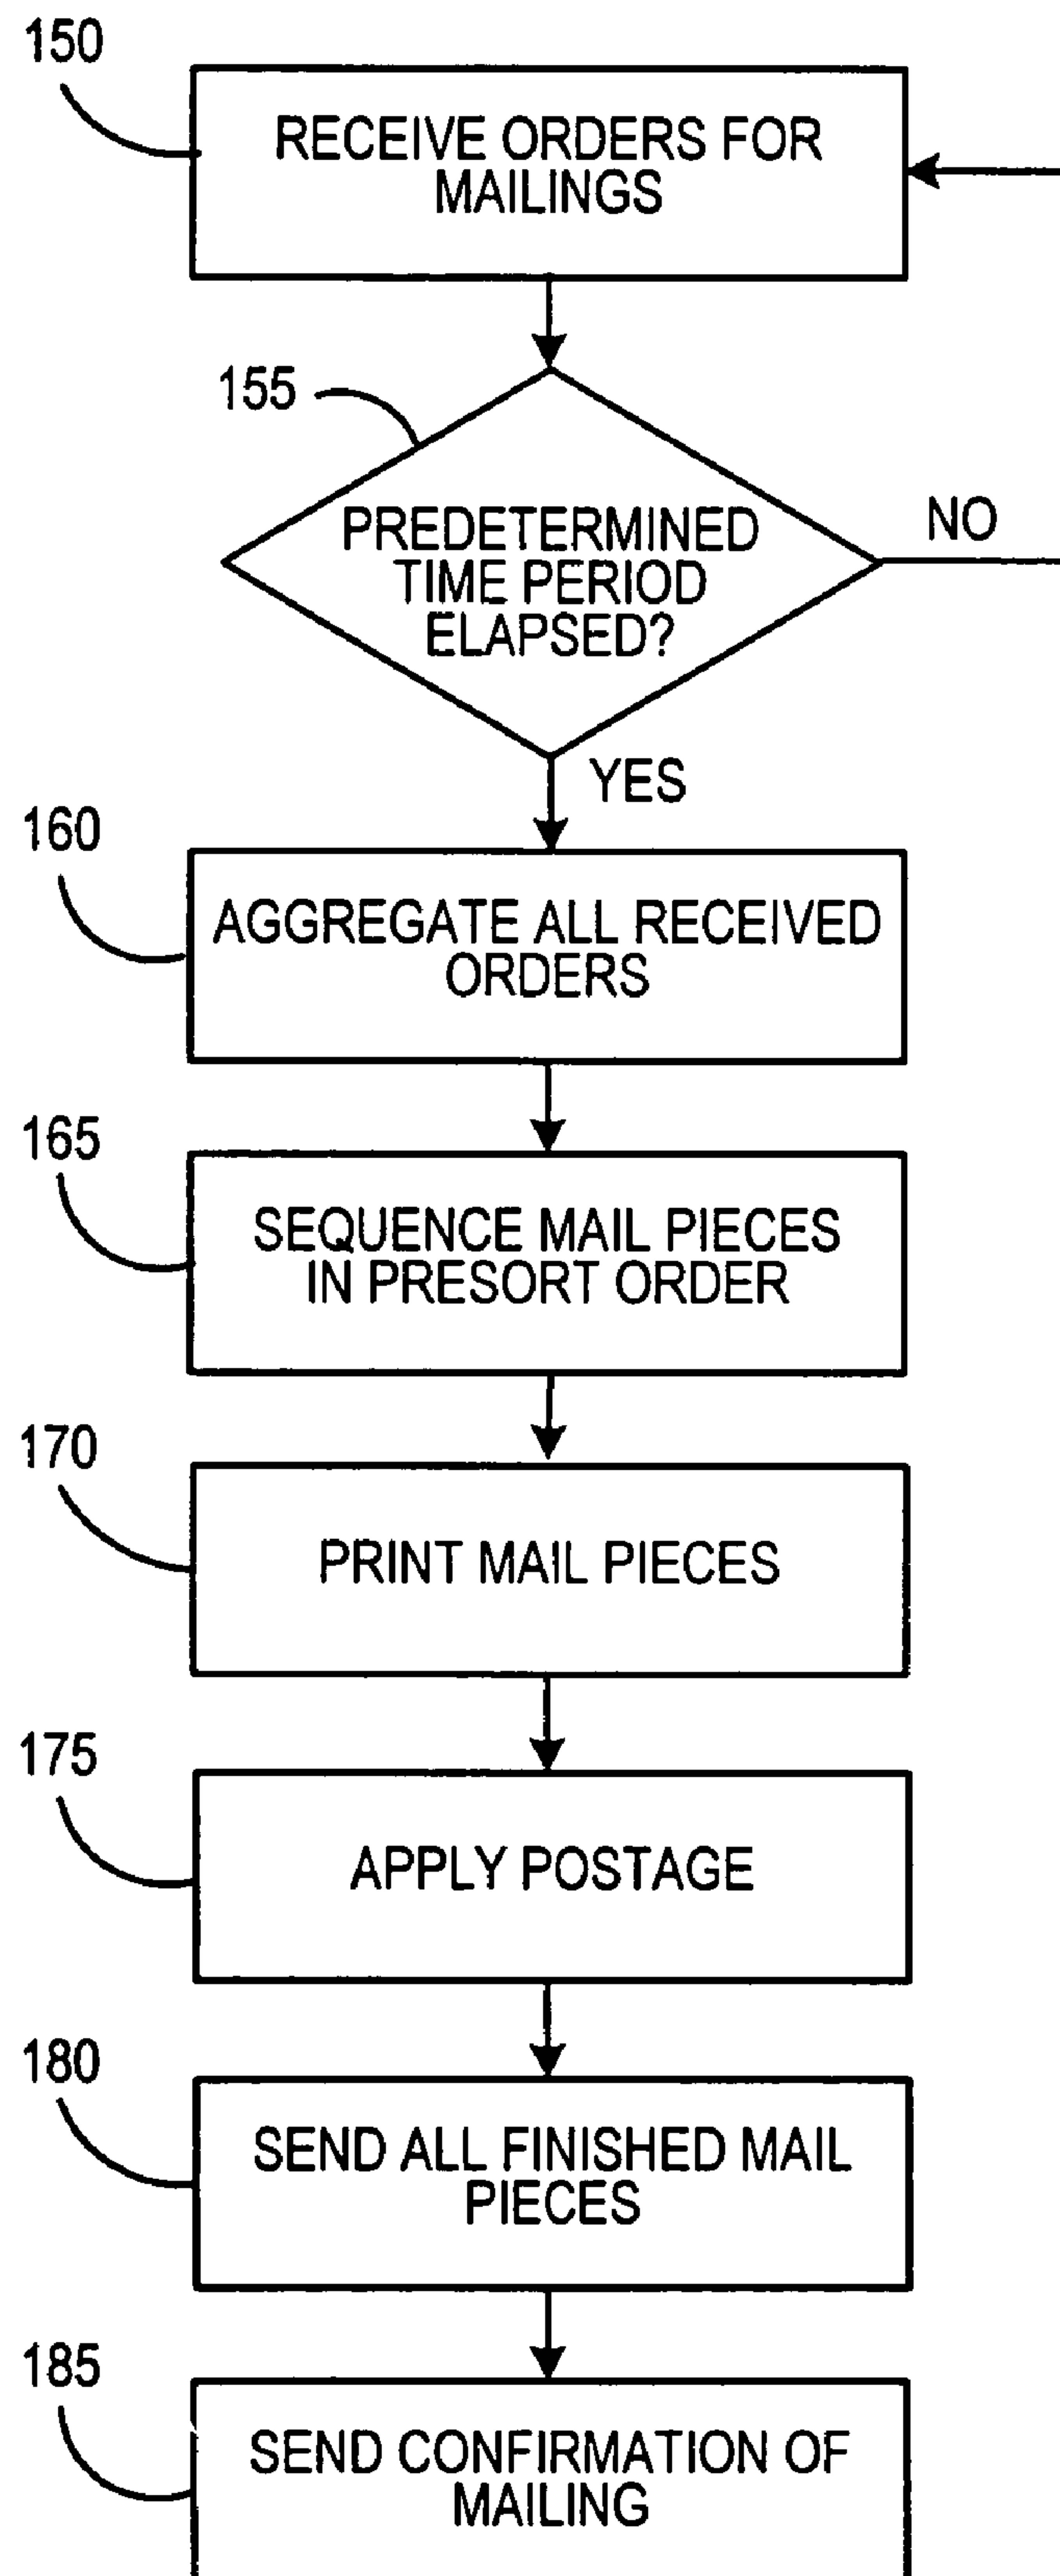 150
RECEIVE ORDERS FOR
MAILINGS
155
PREDETERMINED
TIME PERIOD
ELAPSED?
NO
YES
160
AGGREGATE ALL RECEIVED
ORDERS
165
SEQUENCE MAIL PIECES
IN PRESORT ORDER
170
PRINT MAIL PIECES
175
APPLY POSTAGE
180
SEND ALL FINISHED MAIL
PIECES
185
SEND CONFIRMATION OF
MAILING